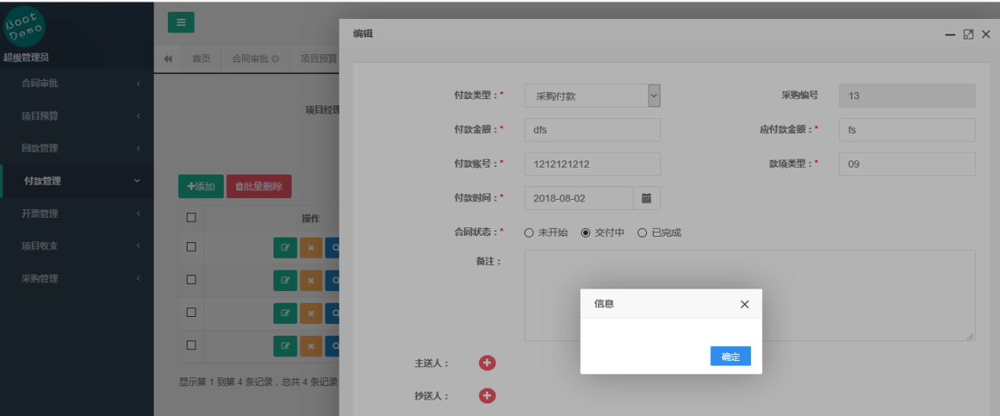 Boot
Demo
超级管理员
合同审批
项目预算
回款管理
付款管理
开票管理
项目收支
采购管理
首页
合同审批
项目预算
项目经理
添加
批量删除
操作
显示第 1 到第 4 条记录，总共 4 条记录
编辑
付款类型：* 采购付款 采购编号 13
付款金额：* dfs 应付款金额：* fs
付款账号：* 1212121212 款项类型：* 09
付款时间：* 2018-08-02
合同状态：* 未开始 交付中 已完成
备注：
信息
确定
主送人：
抄送人：